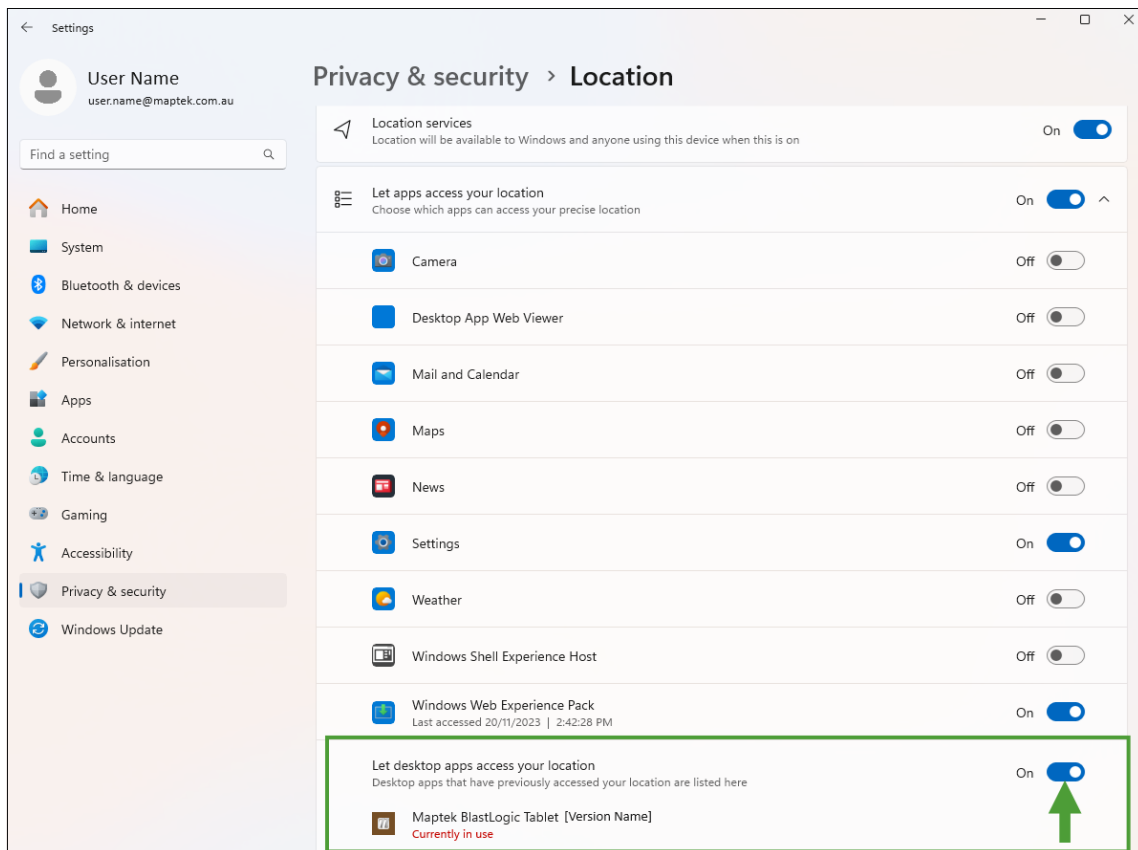 Settings
User Name
user.name@maptek.com.au
Find a setting
Home
System
Bluetooth & devices
Network & internet
Personalisation
Apps
Accounts
Time & language
Gaming
Accessibility
Privacy & security
Windows Update
Privacy & security > Location
Location services
Location will be available to Windows and anyone using this device when this is on
On
Let apps access your location
Choose which apps can access your precise location
On
Camera
Off
Desktop App Web Viewer
Off
Mail and Calendar
Off
Maps
Off
News
Off
Settings
On
Weather
Off
Windows Shell Experience Host
Off
Windows Web Experience Pack
Last accessed 20/11/2023 | 2:42:28 PM
On
Let desktop apps access your location
Desktop apps that have previously accessed your location are listed here
On
Maptek BlastLogic Tablet [Version Name]
Currently in use